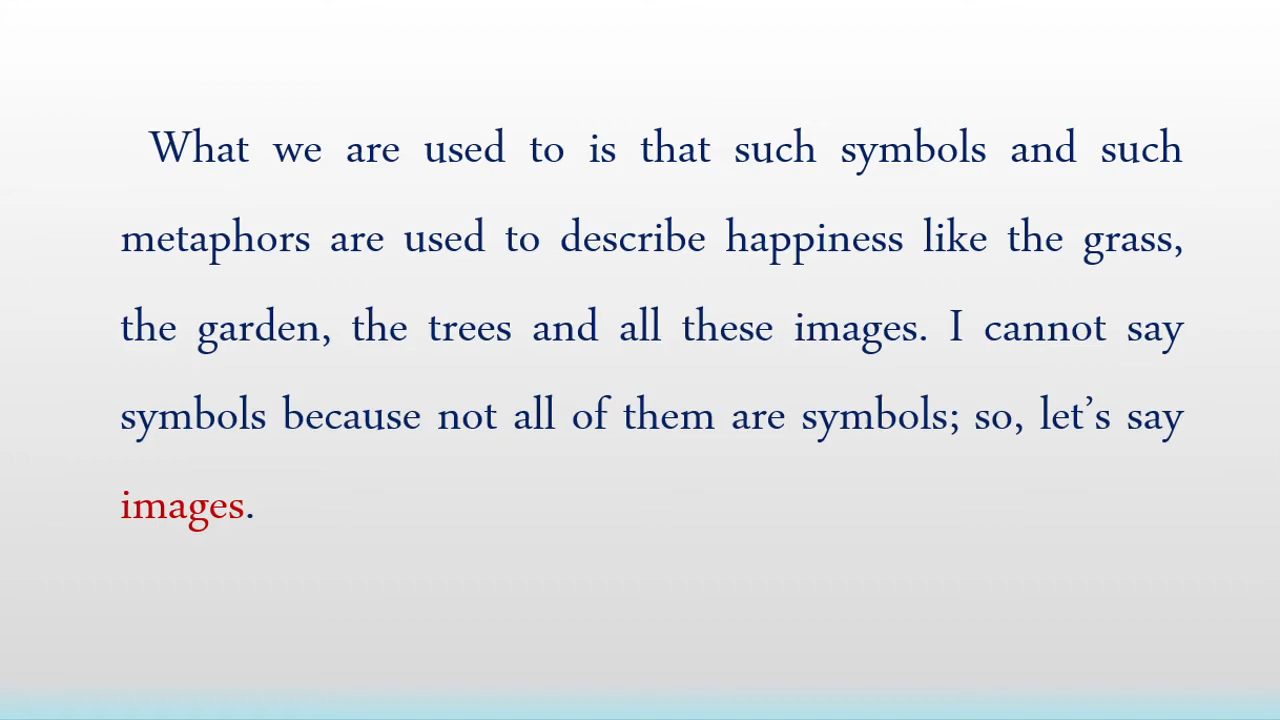 What we are used to is that such symbols and such
metaphors are used to describe happiness like the grass,
the garden, the trees and all these images. I cannot say
symbols because not all of them are symbols; so, let’s say
images.